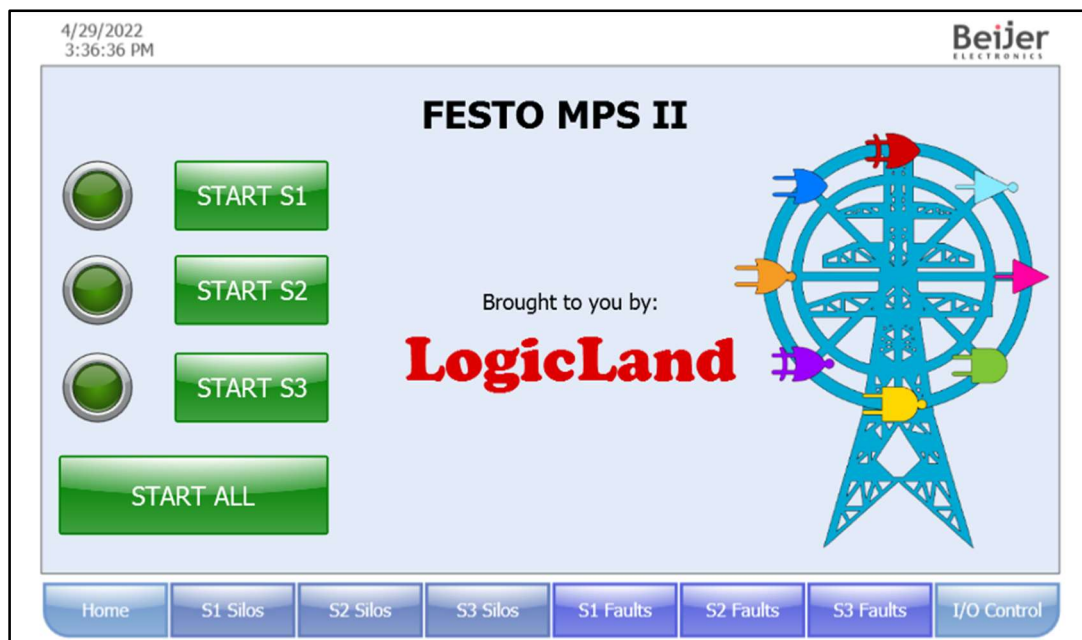 4/29/2022
3:36:36 PM
Beijer
ELECTRONICS
FESTO MPS II
START S1
START S2
START S3
START ALL
Brought to you by:
LogicLand
Home
S1 Silos
S2 Silos
S3 Silos
S1 Faults
S2 Faults
S3 Faults
I/O Control